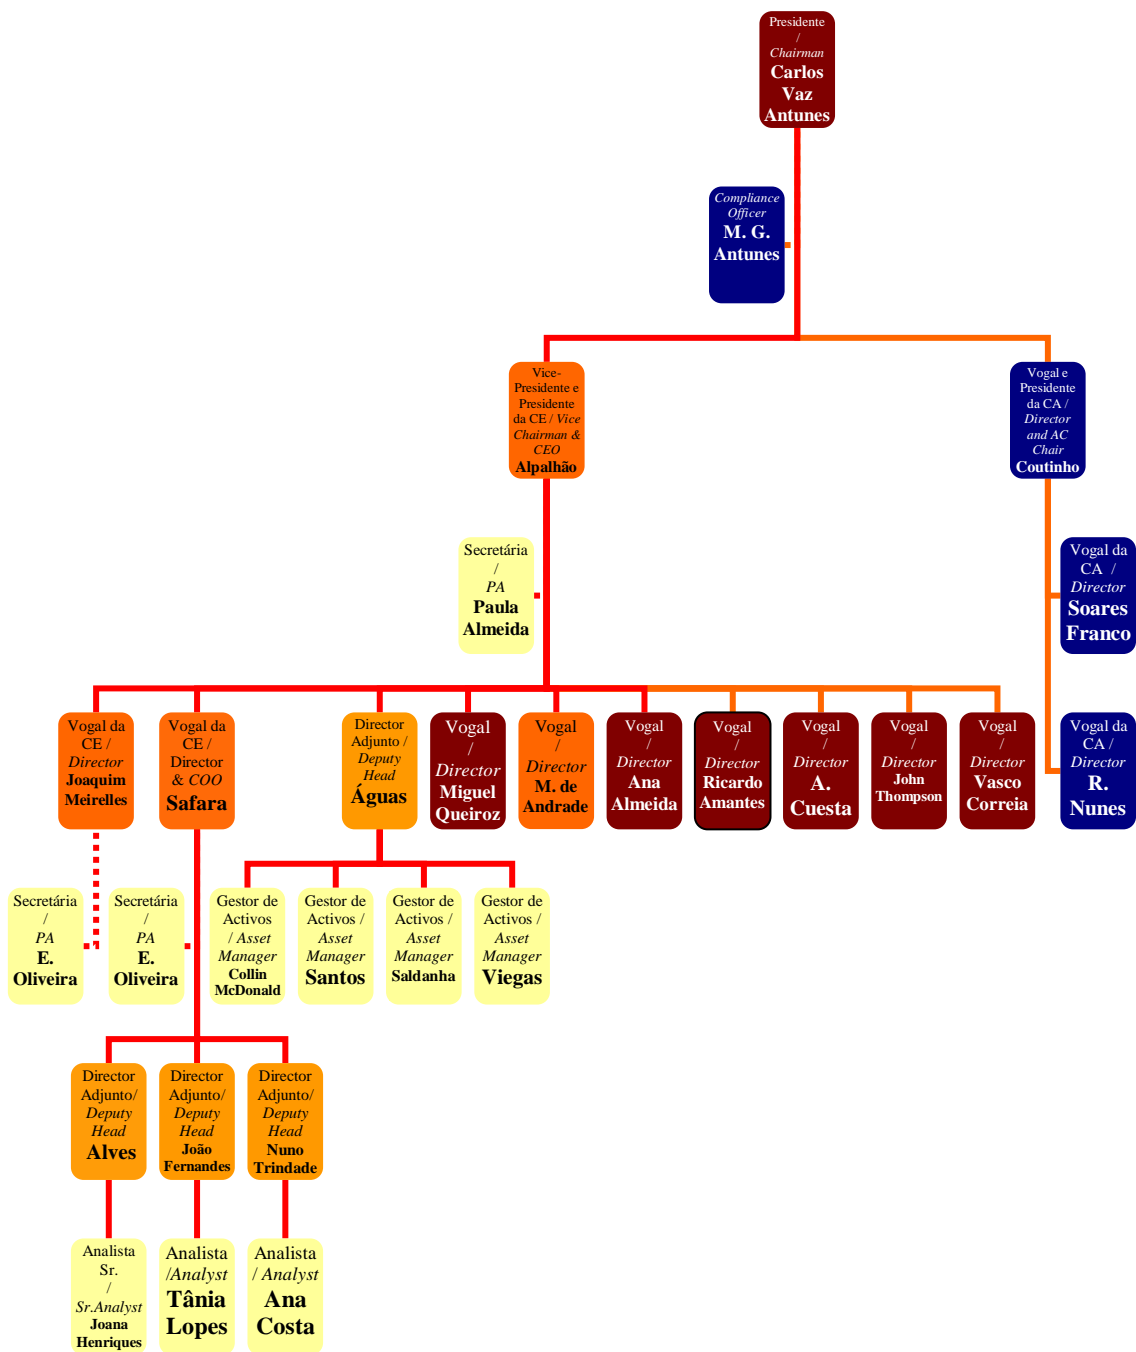 Presidente
/
Chairman
Carlos
Vaz
Antunes
Compliance
Officer
M. G.
Antunes
Vice-
Presidente e
Presidente
da CE / Vice
Chairman &
CEO
Alpalhão
Vogal e
Presidente
da CA /
Director
and AC
Chair
Coutinho
Secretária
/
PA
Paula
Almeida
Vogal da
CA /
Director
Soares
Franco
Vogal da
CE /
Director
Joaquim
Meirelles
Vogal da
CE /
Director
& COO
Safara
Director
Adjunto /
Deputy
Head
Águas
Vogal
/
Director
Miguel
Queiroz
Vogal
/
Director
M. de
Andrade
Vogal
/
Director
Ana
Almeida
Vogal
/
Director
Ricardo
Amantes
Vogal
/
Director
A.
Cuesta
Vogal
/
Director
John
Thompson
Vogal
/
Director
Vasco
Correia
Vogal da
CA /
Director
R.
Nunes
Secretária
/
PA
E.
Oliveira
Secretária
/
PA
E.
Oliveira
Gestor de
Activos
/ Asset
Manager
Collin
McDonald
Gestor de
Activos /
Asset
Manager
Santos
Gestor de
Activos /
Asset
Manager
Saldanha
Gestor de
Activos /
Asset
Manager
Viegas
Director
Adjunto/
Deputy
Head
Alves
Director
Adjunto/
Deputy
Head
João
Fernandes
Director
Adjunto/
Deputy
Head
Nuno
Trindade
Analista
Sr.
/
Sr.Analyst
Joana
Henriques
Analista
/Analyst
Tânia
Lopes
Analista
/ Analyst
Ana
Costa